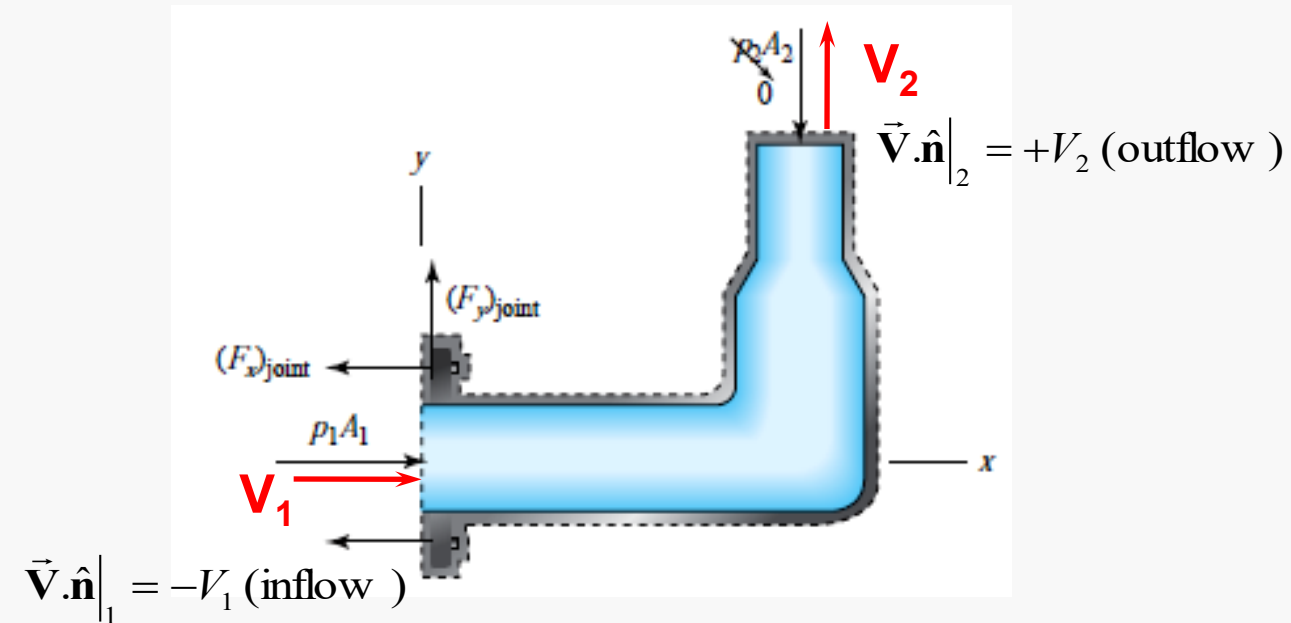 p₂A₂
0
V₂
V⃗.n̂|₂ = +V₂ (outflow )
y
(Fy)joint
(Fx)joint
p₁A₁
V₁
x
V⃗.n̂|₁ = −V₁ (inflow )